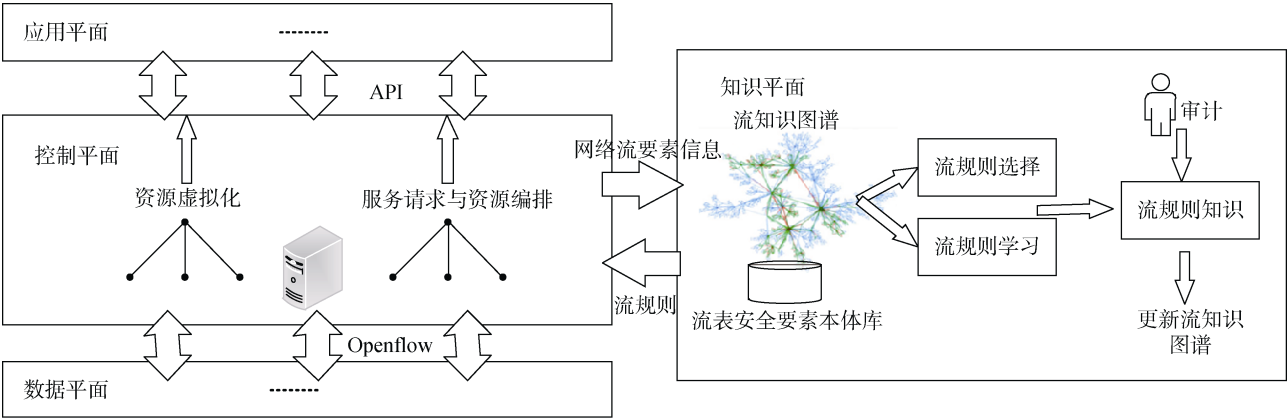 应用平面
API
控制平面
资源虚拟化
服务请求与资源编排
Openflow
数据平面
网络流要素信息
流规则
知识平面
流知识图谱
流表安全要素本体库
流规则选择
流规则学习
审计
流规则知识
更新流知识
图谱